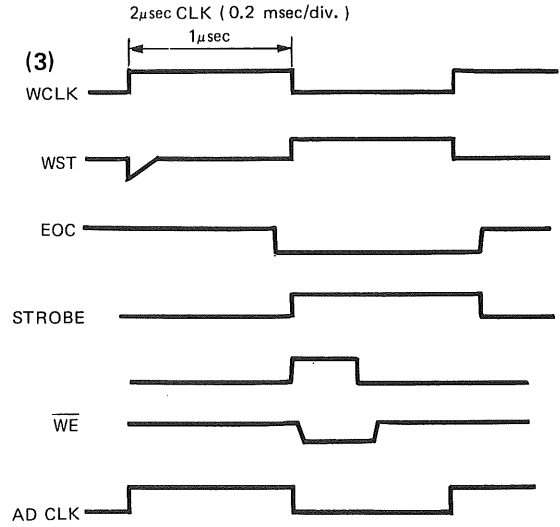 2μsec CLK ( 0.2 msec/div. )
1μsec
(3)
WCLK
WST
EOC
STROBE
WE
AD CLK